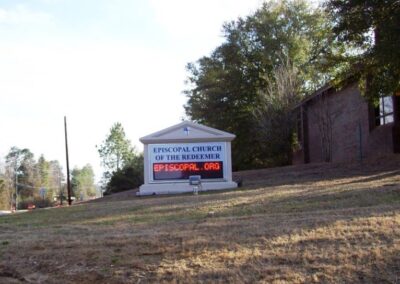 EPISCOPAL CHURCH
OF THE REDEEMER
EPISCOPAL.ORG